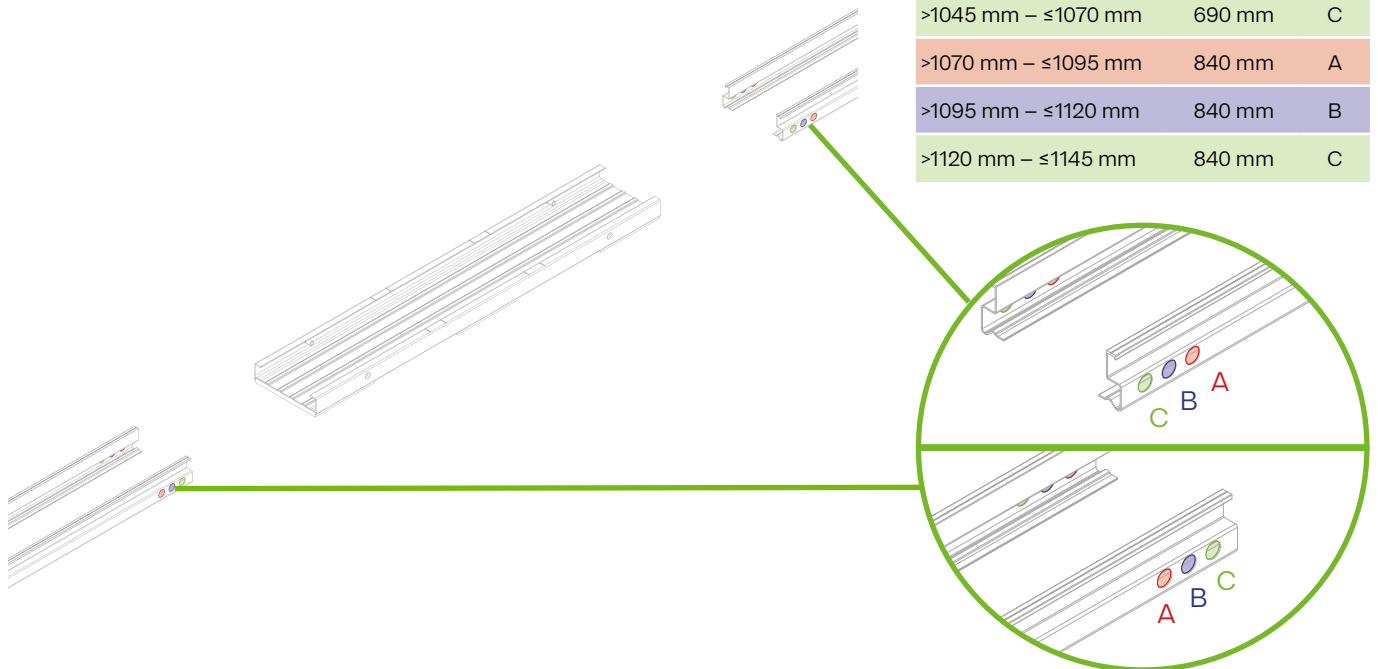 >1045 mm – ≤1070 mm 690 mm C
>1070 mm – ≤1095 mm 840 mm A
>1095 mm – ≤1120 mm 840 mm B
>1120 mm – ≤1145 mm 840 mm C
A
B
C
A
B
C